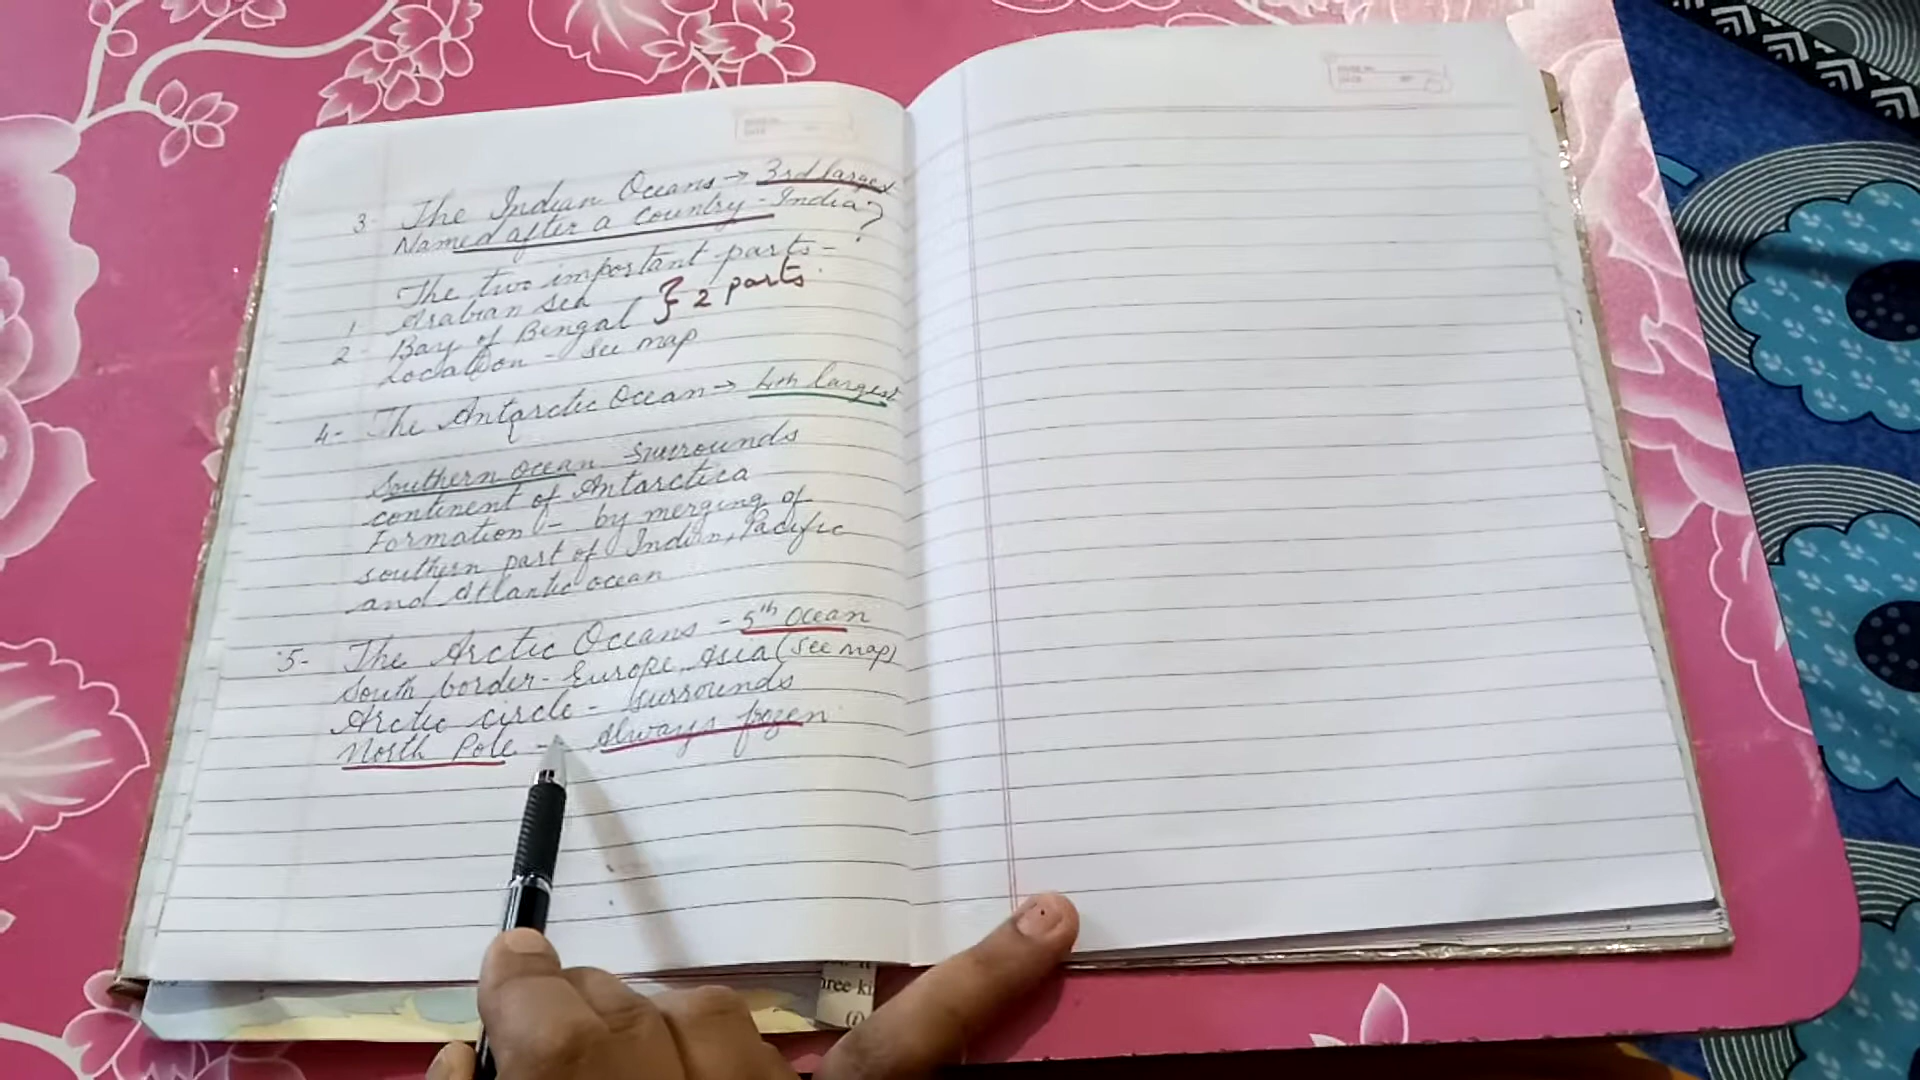 3- The Indian Oceans → 3rd largest
Named after a Country - India?
The two important parts -
1 Arabian Sea
2- Bay of Bengal } 2 parts
Location - see map
4- The Antarctic Ocean → 4th largest
Southern Ocean surrounds
continent of Antarctica
Formation - by merging of
southern part of Indian, Pacific
and Atlantic ocean
5- The Arctic Oceans - 5th Ocean
South border - Europe, Asia (See map)
Arctic circle - surrounds
North Pole - Always frozen